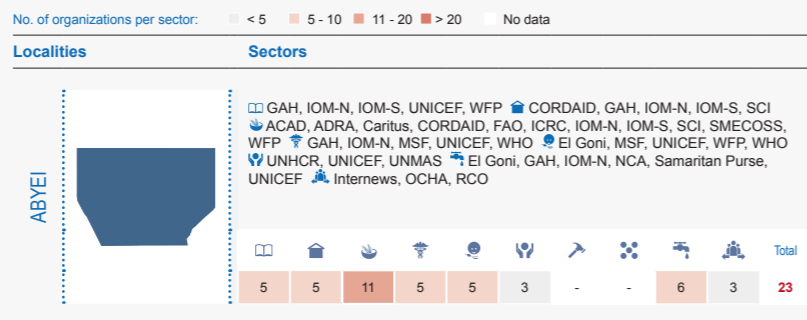 No. of organizations per sector: < 5 5 - 10 11 - 20 > 20 No data
Localities Sectors
ABYEI
GAH, IOM-N, IOM-S, UNICEF, WFP CORDAID, GAH, IOM-N, IOM-S, SCI
ACAD, ADRA, Caritus, CORDAID, FAO, ICRC, IOM-N, IOM-S, SCI, SMECOSS,
WFP GAH, IOM-N, MSF, UNICEF, WHO El Goni, MSF, UNICEF, WFP, WHO
UNHCR, UNICEF, UNMAS El Goni, GAH, IOM-N, NCA, Samaritan Purse,
UNICEF Internews, OCHA, RCO
Total
5 5 11 5 5 3 - - 6 3 23